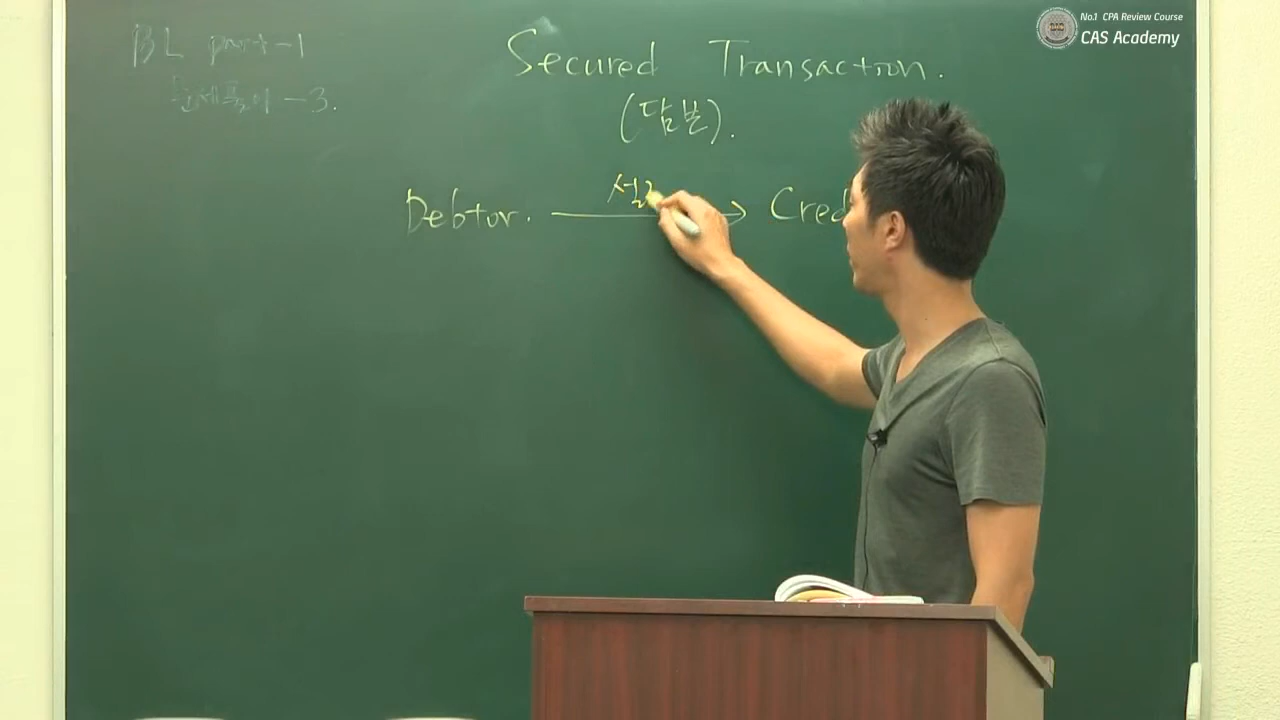 No.1 CPA Review Course
CAS Academy
BL part-1
문제풀이 -3.
Secured Transaction.
(담보).
Debtor. → Cred